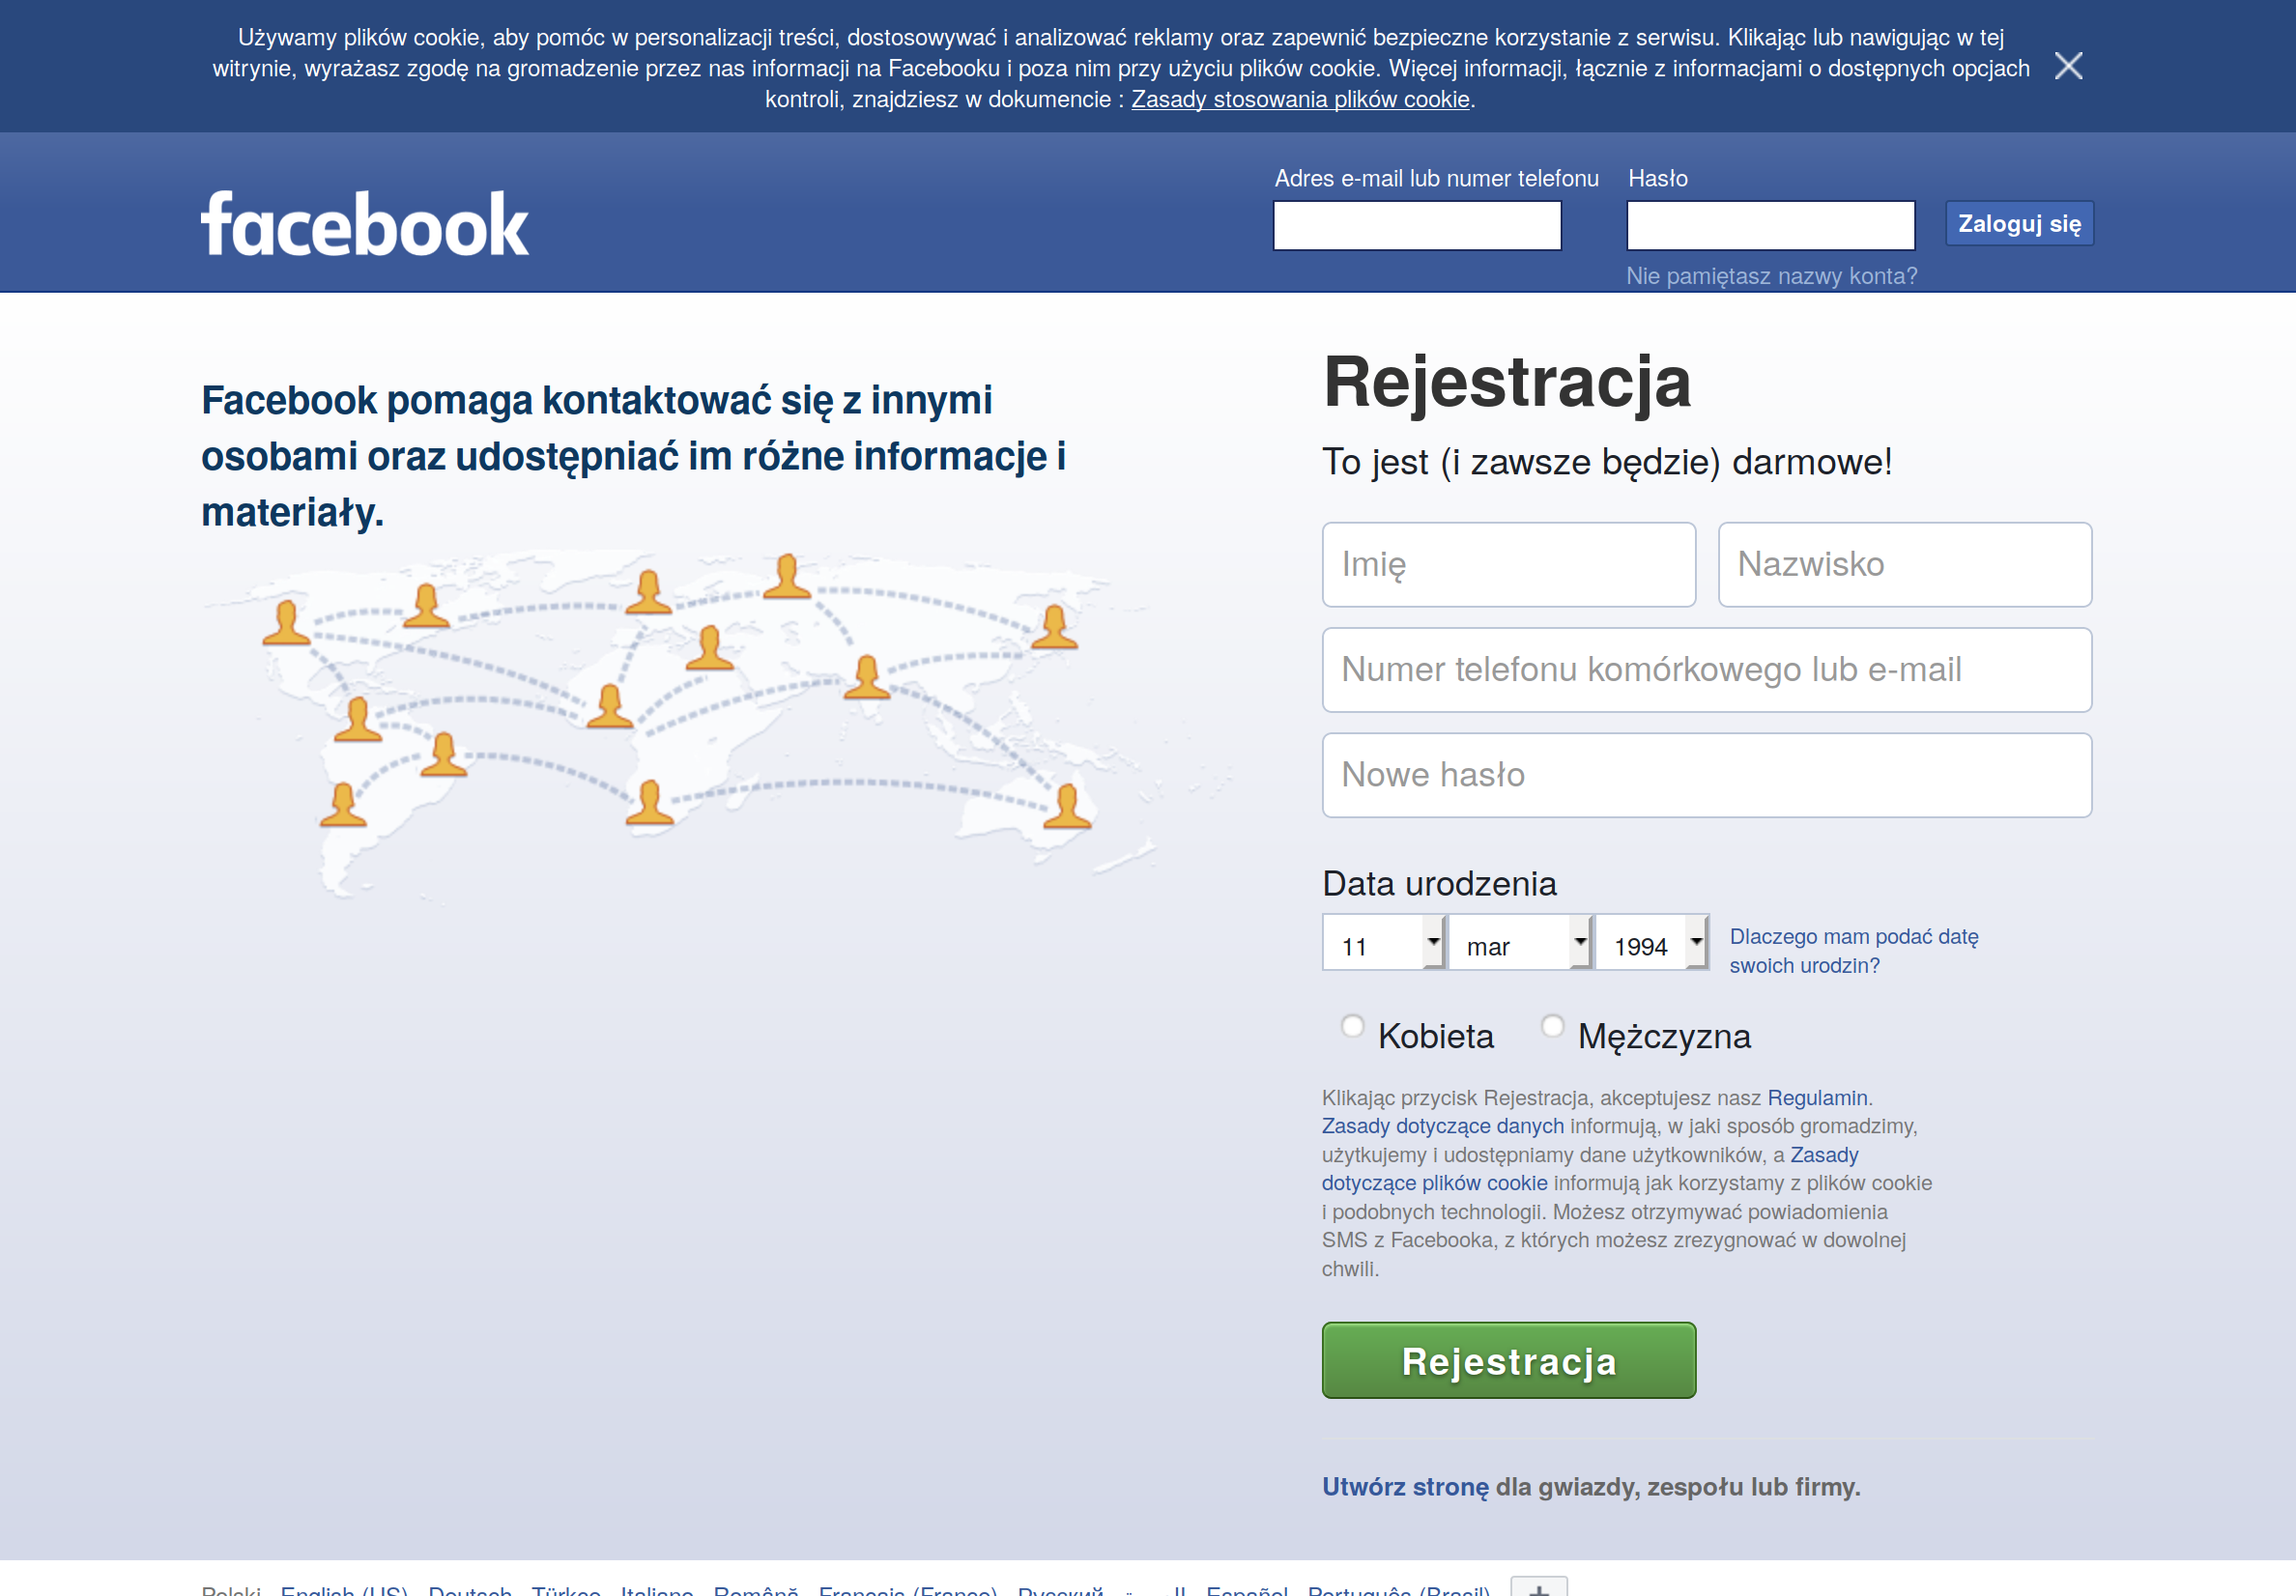 Używamy plików cookie, aby pomóc w personalizacji treści, dostosowywać i analizować reklamy oraz zapewnić bezpieczne korzystanie z serwisu. Klikając lub nawigując w tej
witrynie, wyrażasz zgodę na gromadzenie przez nas informacji na Facebooku i poza nim przy użyciu plików cookie. Więcej informacji, łącznie z informacjami o dostępnych opcjach
kontroli, znajdziesz w dokumencie : Zasady stosowania plików cookie.
facebook
Adres e-mail lub numer telefonu
Hasło
Zaloguj się
Nie pamiętasz nazwy konta?
Facebook pomaga kontaktować się z innymi
osobami oraz udostępniać im różne informacje i
materiały.
Rejestracja
To jest (i zawsze będzie) darmowe!
Imię
Nazwisko
Numer telefonu komórkowego lub e-mail
Nowe hasło
Data urodzenia
11 mar 1994
Dlaczego mam podać datę
swoich urodzin?
Kobieta Mężczyzna
Klikając przycisk Rejestracja, akceptujesz nasz Regulamin.
Zasady dotyczące danych informują, w jaki sposób gromadzimy,
użytkujemy i udostępniamy dane użytkowników, a Zasady
dotyczące plików cookie informują jak korzystamy z plików cookie
i podobnych technologii. Możesz otrzymywać powiadomienia
SMS z Facebooka, z których możesz zrezygnować w dowolnej
chwili.
Rejestracja
Utwórz stronę dla gwiazdy, zespołu lub firmy.
Polski English (US) Deutsch Türkçe Italiano Română Français (France) Русский Español Português (Brasil) +